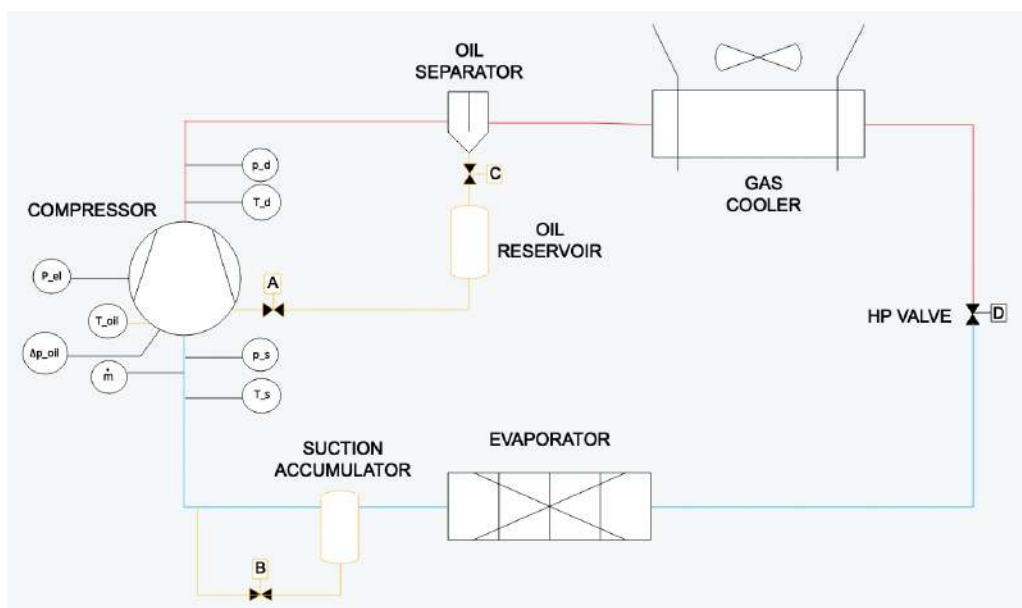 OIL
SEPARATOR
p_d
T_d
C
COMPRESSOR
GAS
COOLER
OIL
RESERVOIR
P_el
A
T_oil
HP VALVE
D
Δp_oil
p_s
ṁ
T_s
SUCTION
ACCUMULATOR
EVAPORATOR
B